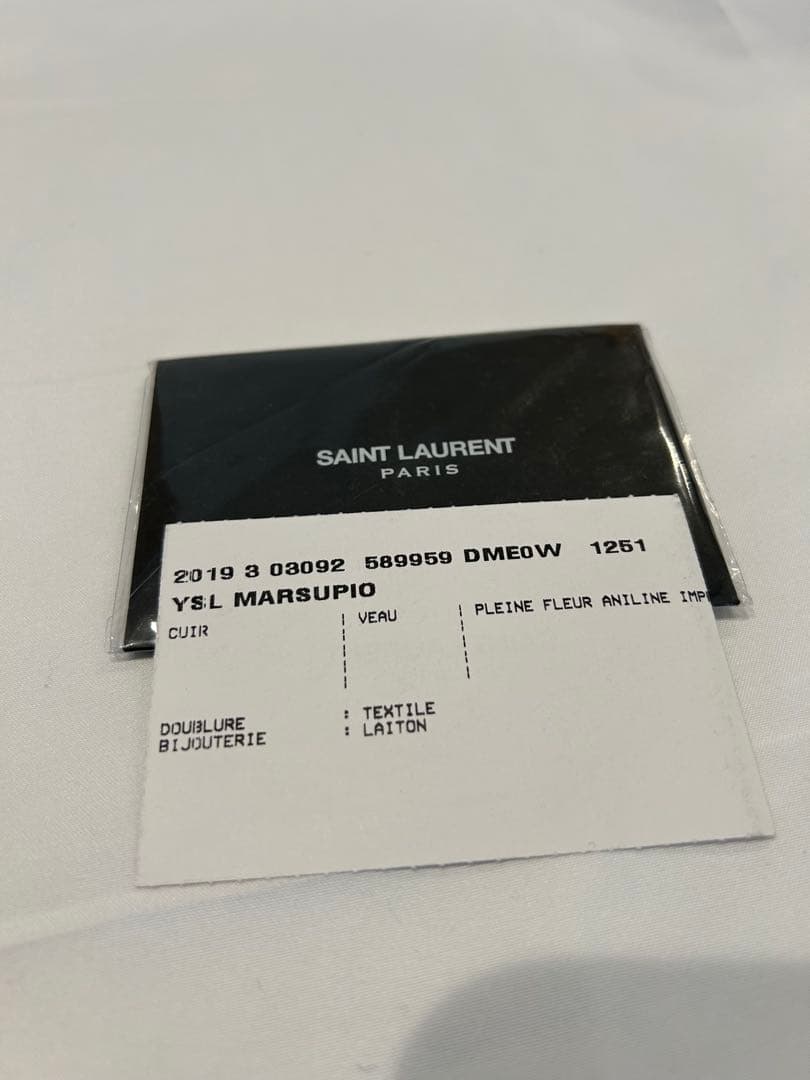 SAINT LAURENT
PARIS
2019 3 03092 589959 DME0W 1251
YSL MARSUPIO
CUIR | VEAU | PLEINE FLEUR ANILINE IMP
DOUBLURE : TEXTILE
BIJOUTERIE : LAITON